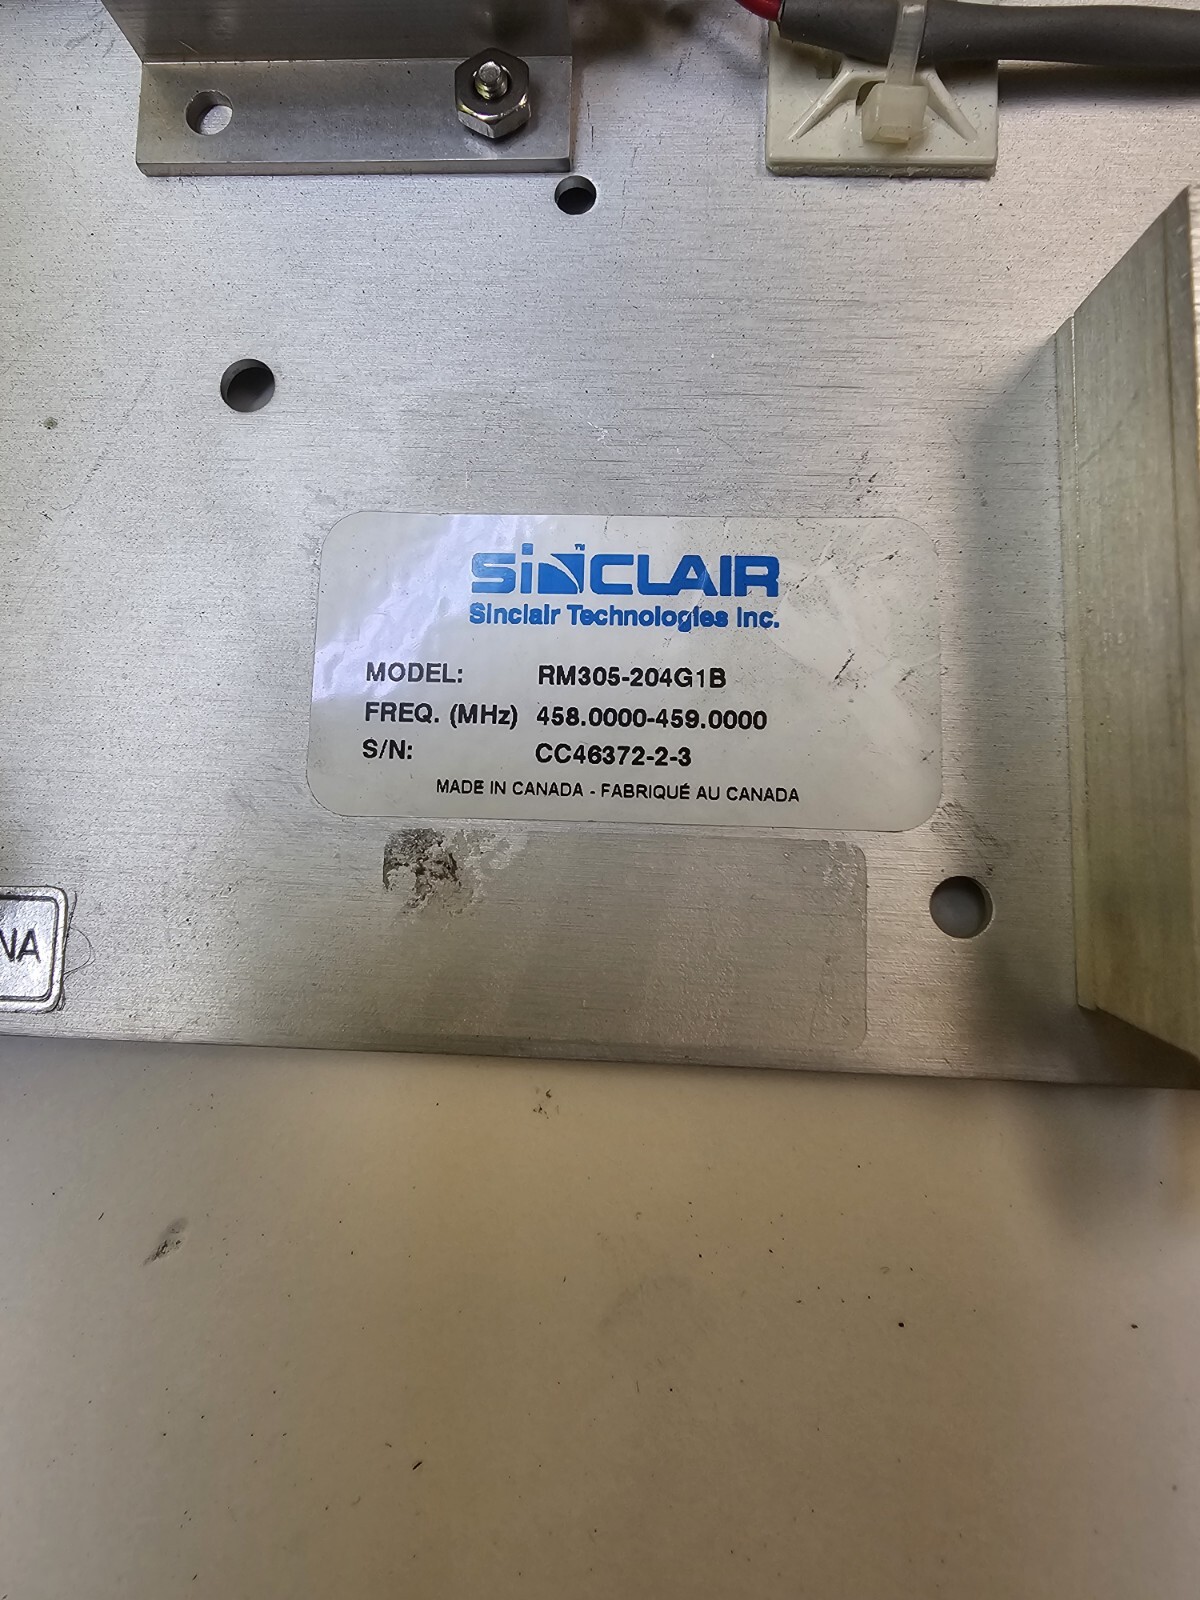 SiNCLAIR™
Sinclair Technologies Inc.
MODEL: RM305-204G1B
FREQ. (MHz) 458.0000-459.0000
S/N: CC46372-2-3
MADE IN CANADA - FABRIQUÉ AU CANADA
NA